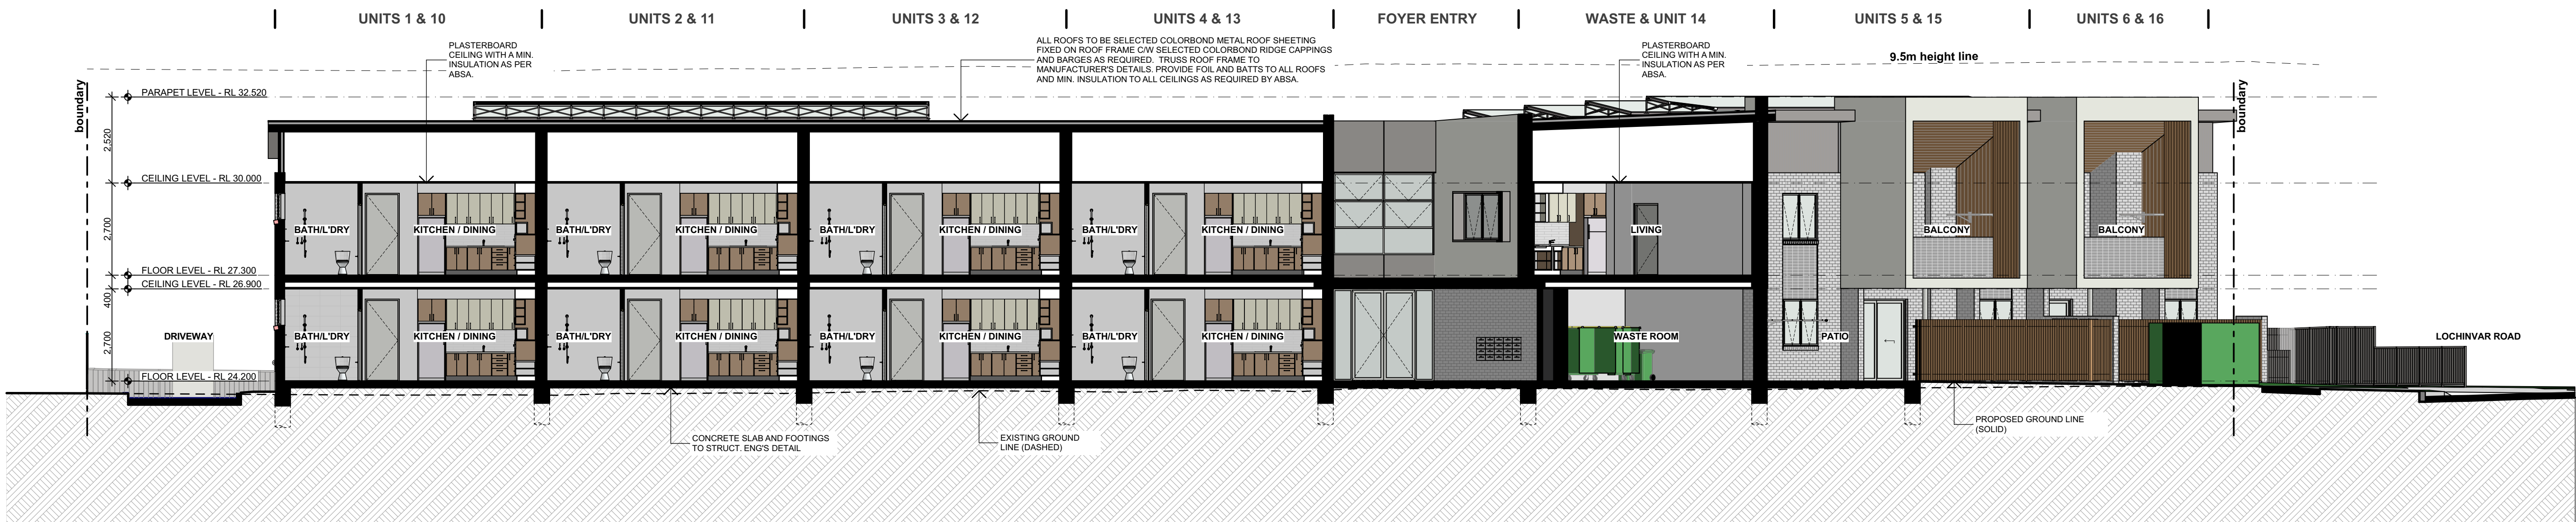 UNITS 1 & 10
UNITS 2 & 11
UNITS 3 & 12
UNITS 4 & 13
FOYER ENTRY
WASTE & UNIT 14
UNITS 5 & 15
UNITS 6 & 16
PLASTERBOARD
CEILING WITH A MIN.
INSULATION AS PER
ABSA.
ALL ROOFS TO BE SELECTED COLORBOND METAL ROOF SHEETING
FIXED ON ROOF FRAME C/W SELECTED COLORBOND RIDGE CAPPINGS
AND BARGES AS REQUIRED. TRUSS ROOF FRAME TO
MANUFACTURER'S DETAILS. PROVIDE FOIL AND BATTS TO ALL ROOFS
AND MIN. INSULATION TO ALL CEILINGS AS REQUIRED BY ABSA.
PLASTERBOARD
CEILING WITH A MIN.
INSULATION AS PER
ABSA.
9.5m height line
boundary
boundary
PARAPET LEVEL - RL 32.520
2,520
CEILING LEVEL - RL 30.000
2,700
FLOOR LEVEL - RL 27.300
400
CEILING LEVEL - RL 26.900
2,700
FLOOR LEVEL - RL 24.200
BATH/L'DRY
KITCHEN / DINING
BATH/L'DRY
KITCHEN / DINING
BATH/L'DRY
KITCHEN / DINING
BATH/L'DRY
KITCHEN / DINING
LIVING
BALCONY
BALCONY
DRIVEWAY
BATH/L'DRY
KITCHEN / DINING
BATH/L'DRY
KITCHEN / DINING
BATH/L'DRY
KITCHEN / DINING
BATH/L'DRY
KITCHEN / DINING
WASTE ROOM
PATIO
LOCHINVAR ROAD
CONCRETE SLAB AND FOOTINGS
TO STRUCT. ENG'S DETAIL
EXISTING GROUND
LINE (DASHED)
PROPOSED GROUND LINE
(SOLID)